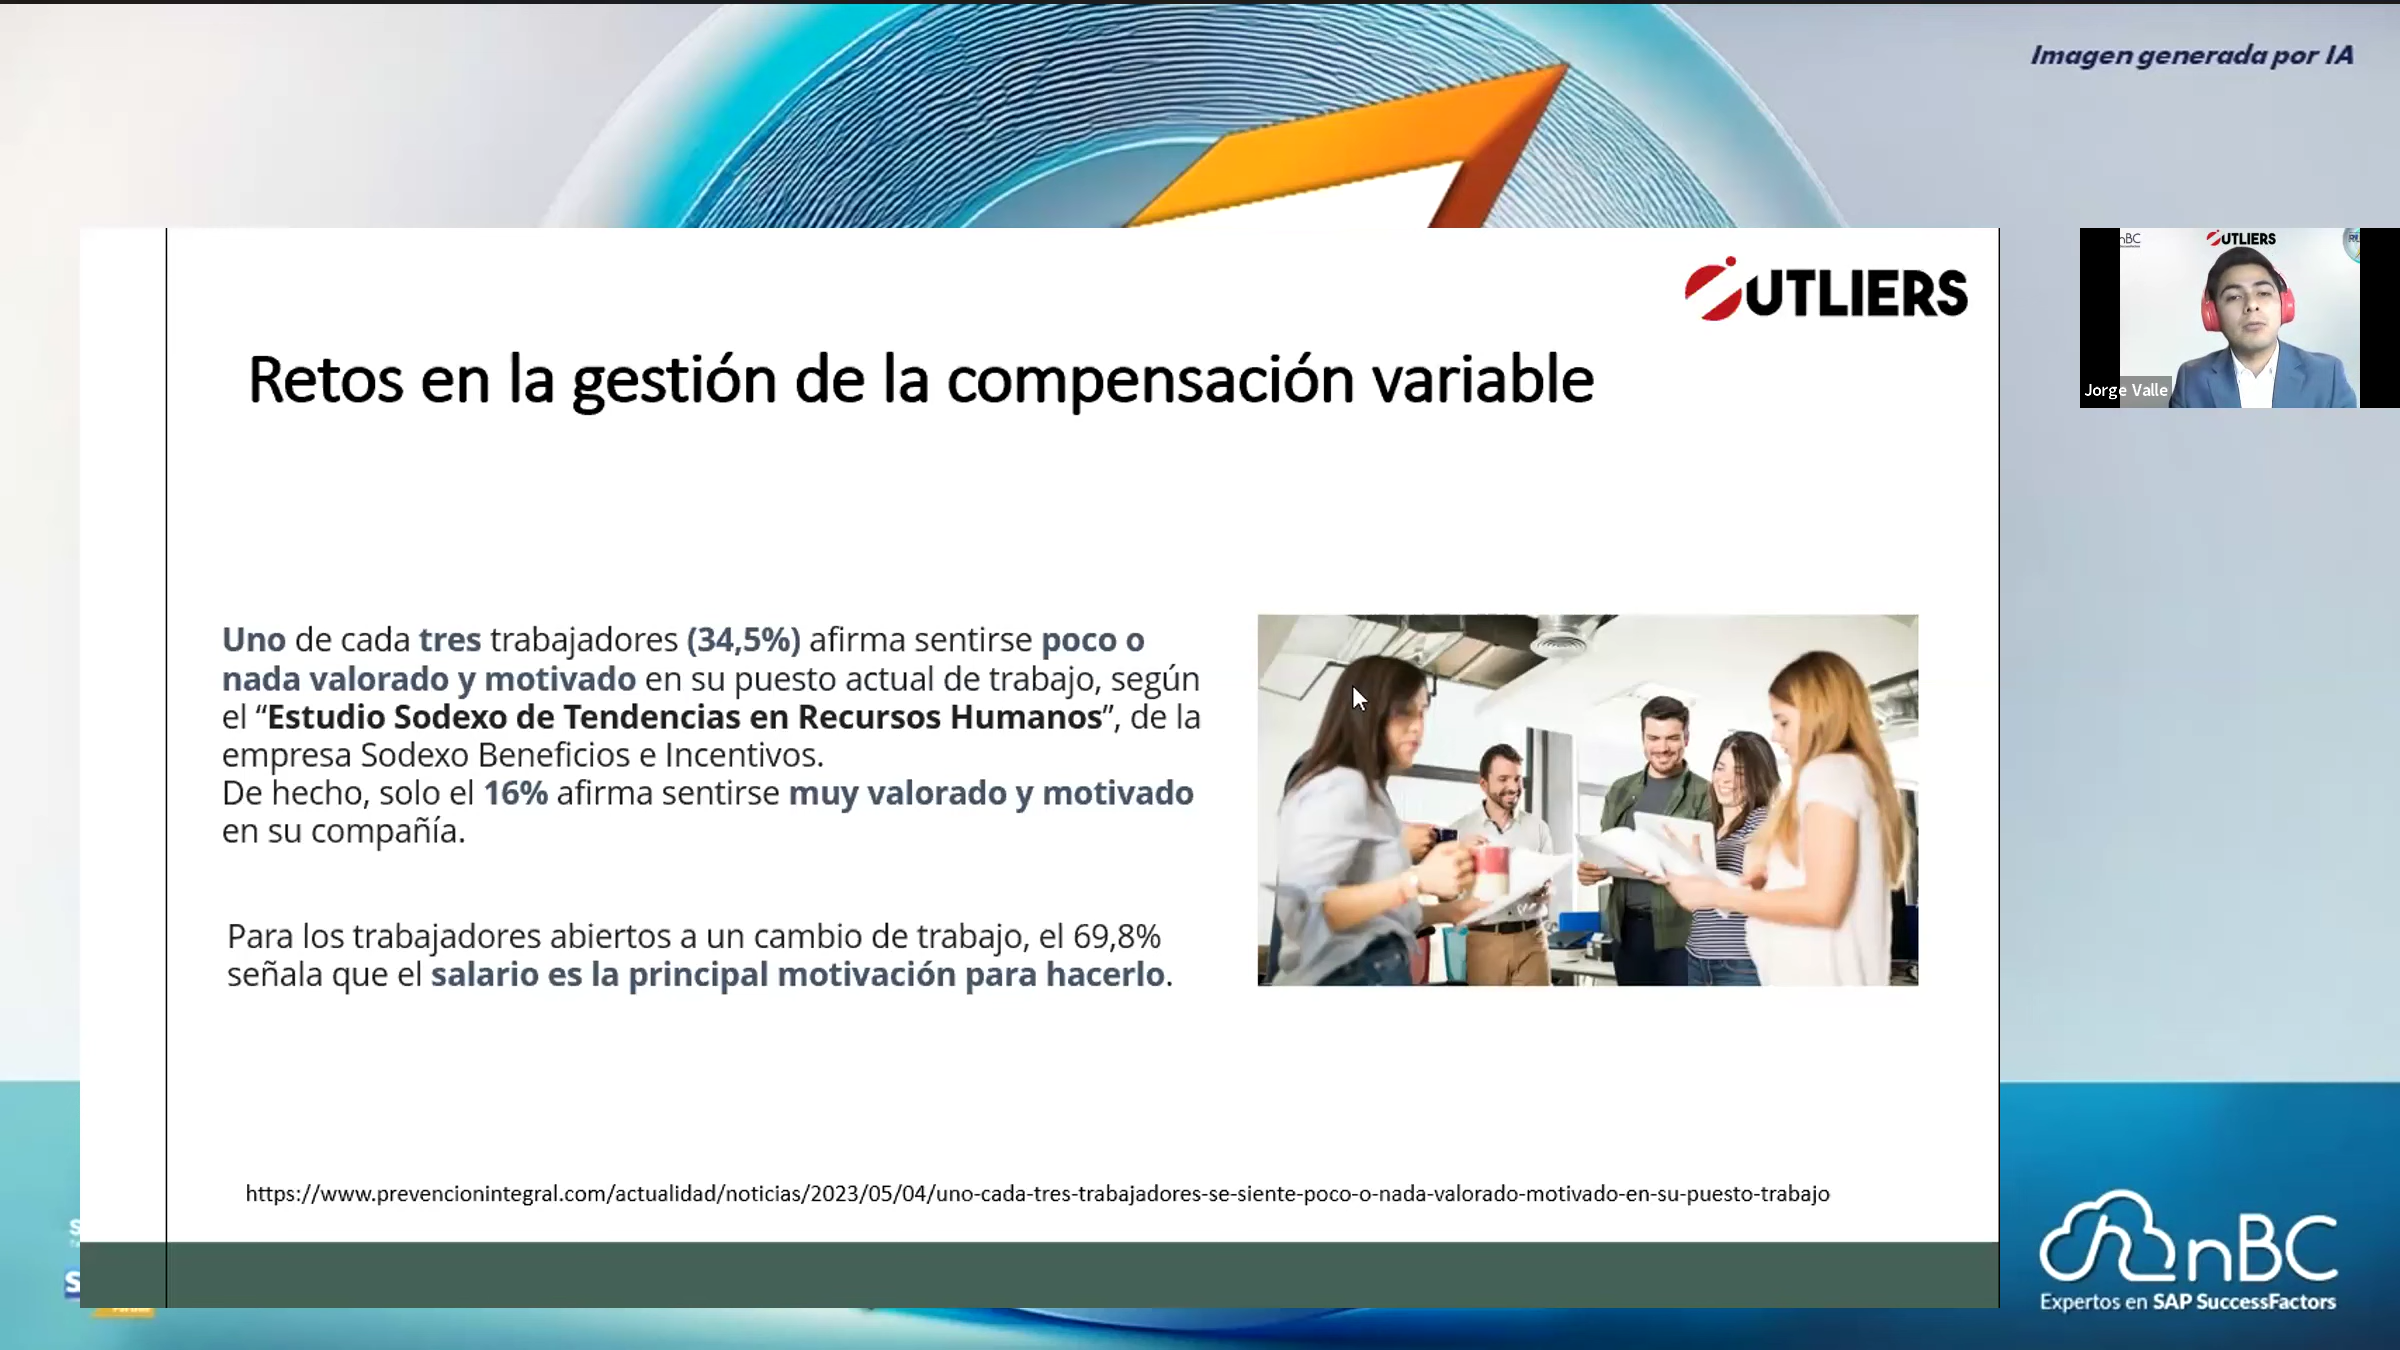 Imagen generada por IA
OUTLIERS
nBC
OUTLIERS
Jorge Valle
Retos en la gestión de la compensación variable
Uno de cada tres trabajadores (34,5%) afirma sentirse poco o
nada valorado y motivado en su puesto actual de trabajo, según
el “Estudio Sodexo de Tendencias en Recursos Humanos”, de la
empresa Sodexo Beneficios e Incentivos.
De hecho, solo el 16% afirma sentirse muy valorado y motivado
en su compañía.
Para los trabajadores abiertos a un cambio de trabajo, el 69,8%
señala que el salario es la principal motivación para hacerlo.
https://www.prevencionintegral.com/actualidad/noticias/2023/05/04/uno-cada-tres-trabajadores-se-siente-poco-o-nada-valorado-motivado-en-su-puesto-trabajo
nBC
Expertos en SAP SuccessFactors